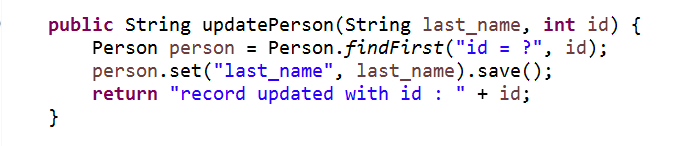 public String updatePerson(String last_name, int id) {
Person person = Person.findFirst("id = ?", id);
person.set("last_name", last_name).save();
return "record updated with id : " + id;
}